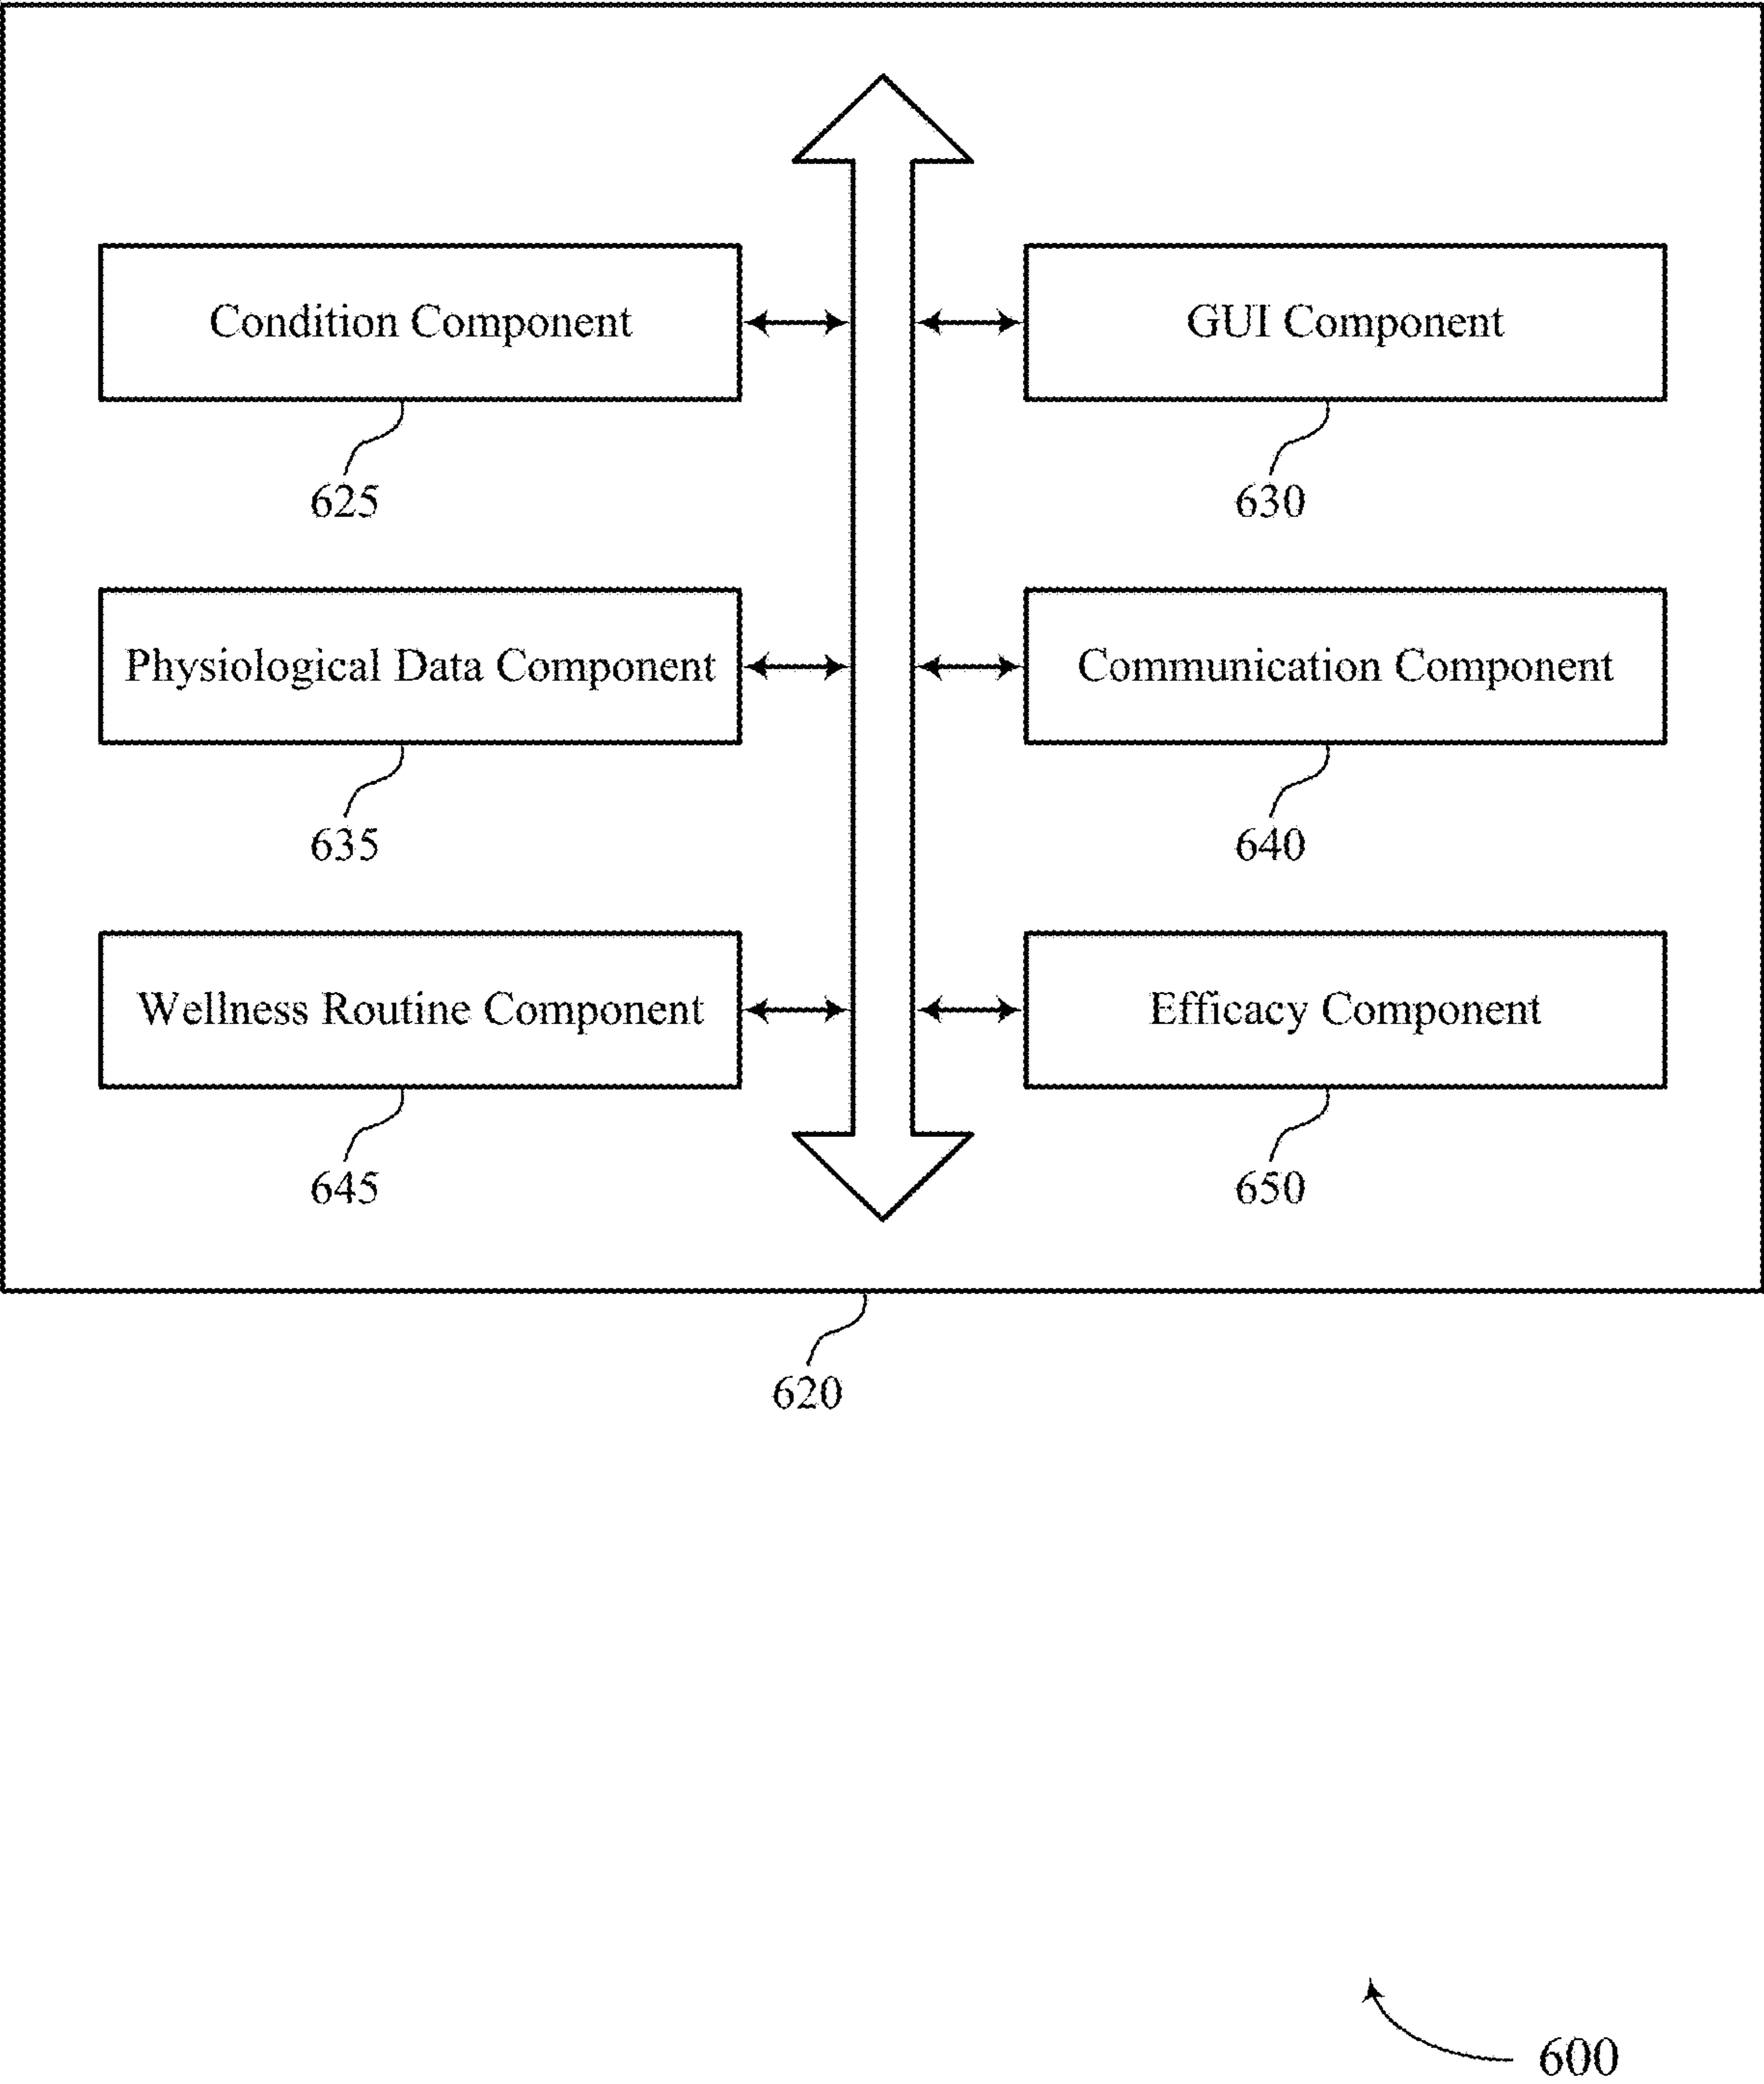 Condition Component
GUI Component
625
630
Physiological Data Component
Communication Component
635
640
Wellness Routine Component
Efficacy Component
645
650
620
600